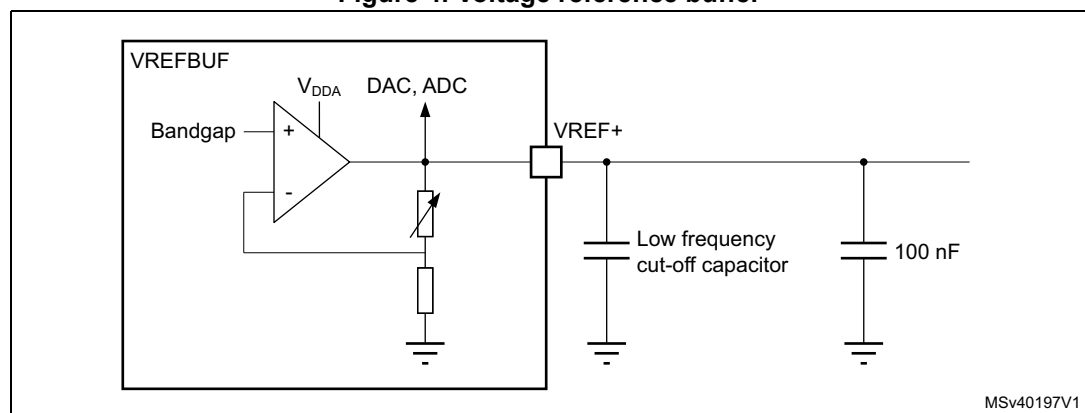 Figure 4. Voltage reference buffer
VREFBUF
VDDA
DAC, ADC
Bandgap
+
-
VREF+
Low frequency
cut-off capacitor
100 nF
MSv40197V1